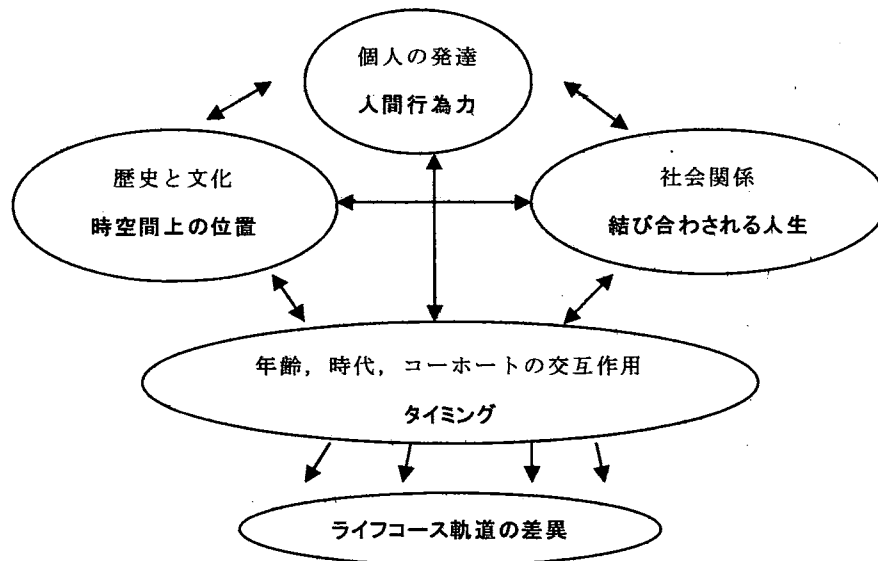 個人の発達
人間行為力
歴史と文化
時空間上の位置
社会関係
結び合わされる人生
年齢，時代，コーホートの交互作用
タイミング
ライフコース軌道の差異